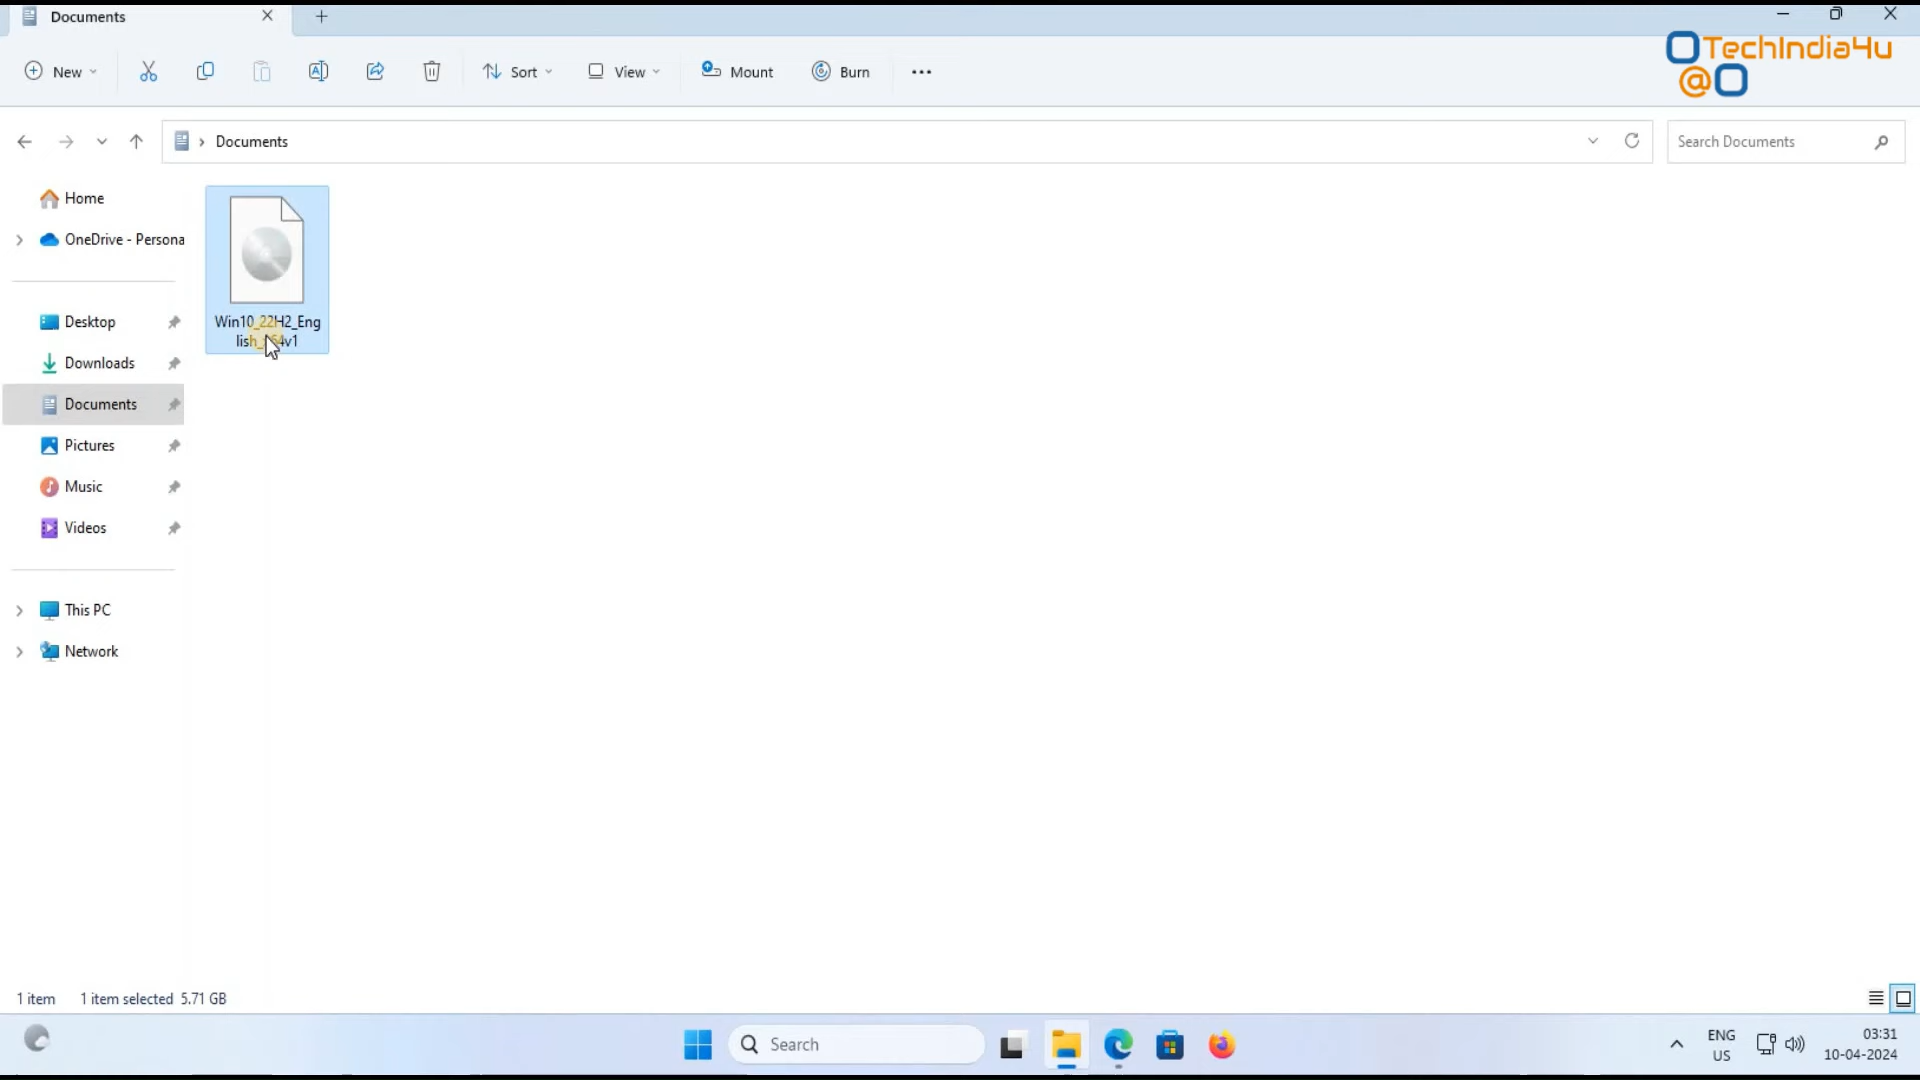 Documents
TechIndia4u
@
New
Sort
View
Mount
Burn
Documents
Search Documents
Home
OneDrive - Persona
Win10_22H2_Eng
lish_x64v1
Desktop
Downloads
Documents
Pictures
Music
Videos
This PC
Network
1 item 1 item selected 5.71 GB
Search
ENG
US
03:31
10-04-2024